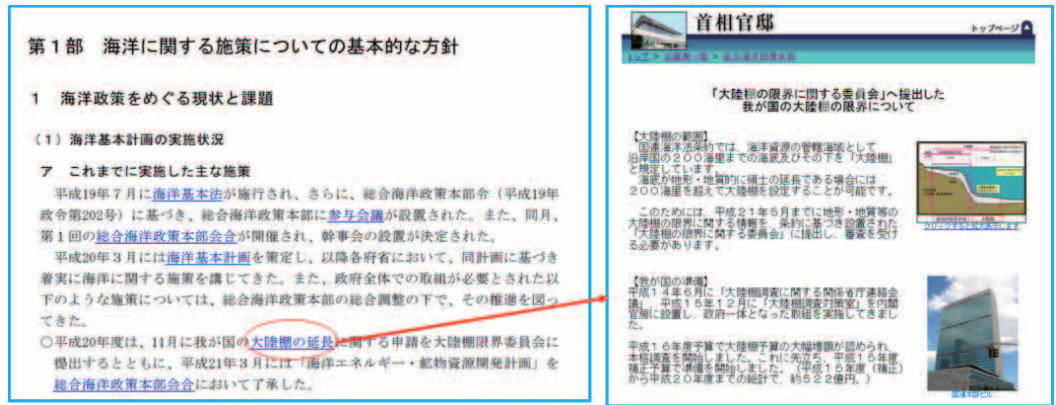 第1部　海洋に関する施策についての基本的な方針
1　海洋政策をめぐる現状と課題
（1）海洋基本計画の実施状況
ア　これまでに実施した主な施策
平成19年７月に海洋基本法が施行され、さらに、総合海洋政策本部令（平成19年
政令第202号）に基づき、総合海洋政策本部に参与会議が設置された。また、同月、
第１回の総合海洋政策本部会合が開催され、幹事会の設置が決定された。
平成20年３月には海洋基本計画を策定し、以降各府省において、同計画に基づき
着実に海洋に関する施策を講じてきた。また、政府全体での取組が必要とされた以
下のような施策については、総合海洋政策本部の総合調整の下で、その推進を図っ
てきた。
○平成20年度は、11月に我が国の大陸棚の延長に関する申請を大陸棚限界委員会に
提出するとともに、平成21年３月には「海洋エネルギー・鉱物資源開発計画」を
総合海洋政策本部会合において了承した。
首相官邸
トップページ
トップ >
「大陸棚の限界に関する委員会」へ提出した
我が国の大陸棚の限界について
【大陸棚の範囲】
国連海洋法条約では、海洋資源の管轄海域として
沿岸国の２００海里までの海底及びその下を「大陸棚」
と規定しています。
海底が地形・地質的に領土の延長である場合には
２００海里を超えて大陸棚を設定することが可能です。
このためには、平成２１年５月までに地形・地質等の
大陸棚の限界に関する情報を、条約に基づき設置された
「大陸棚の限界に関する委員会」に提出し、審査を受け
る必要があります。
クリックすると拡大表示します
【我が国の準備】
平成１４年６月に「大陸棚調査に関する関係省庁連絡会
議」、平成１５年１２月に「大陸棚調査対策室」を内閣
官房に設置し、政府一体となった取組を実施してきまし
た。
平成１６年度予算で大陸棚予算の大幅増額が認められ、
本格調査を開始しました。これに先立ち、平成１５年度
補正予算で準備を開始しました。（平成１５年度（補正）
から平成２０年度までの総計で、約５２２億円。）
国連本部ビル